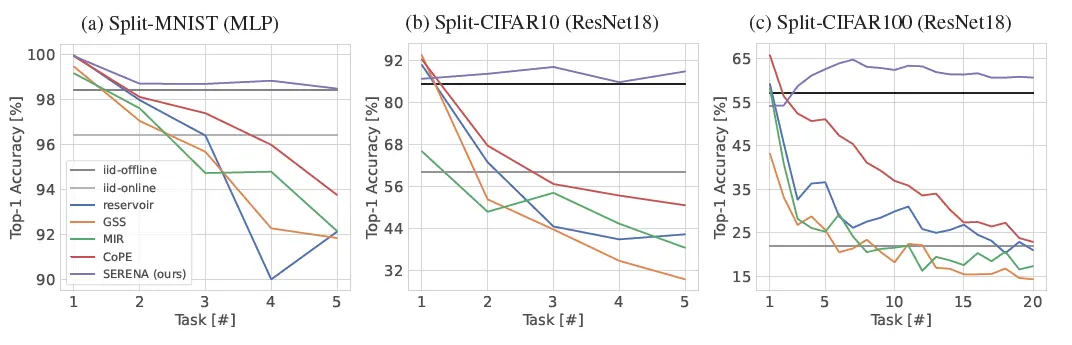 (a) Split-MNIST (MLP)
100
98
96
94
92
90
Top-1 Accuracy [%]
iid-offline
iid-online
reservoir
GSS
MIR
CoPE
SERENA (ours)
1 2 3 4 5
Task [#]
(b) Split-CIFAR10 (ResNet18)
92
80
68
56
44
32
Top-1 Accuracy [%]
1 2 3 4 5
Task [#]
(c) Split-CIFAR100 (ResNet18)
65
55
45
35
25
15
Top-1 Accuracy [%]
1 5 10 15 20
Task [#]